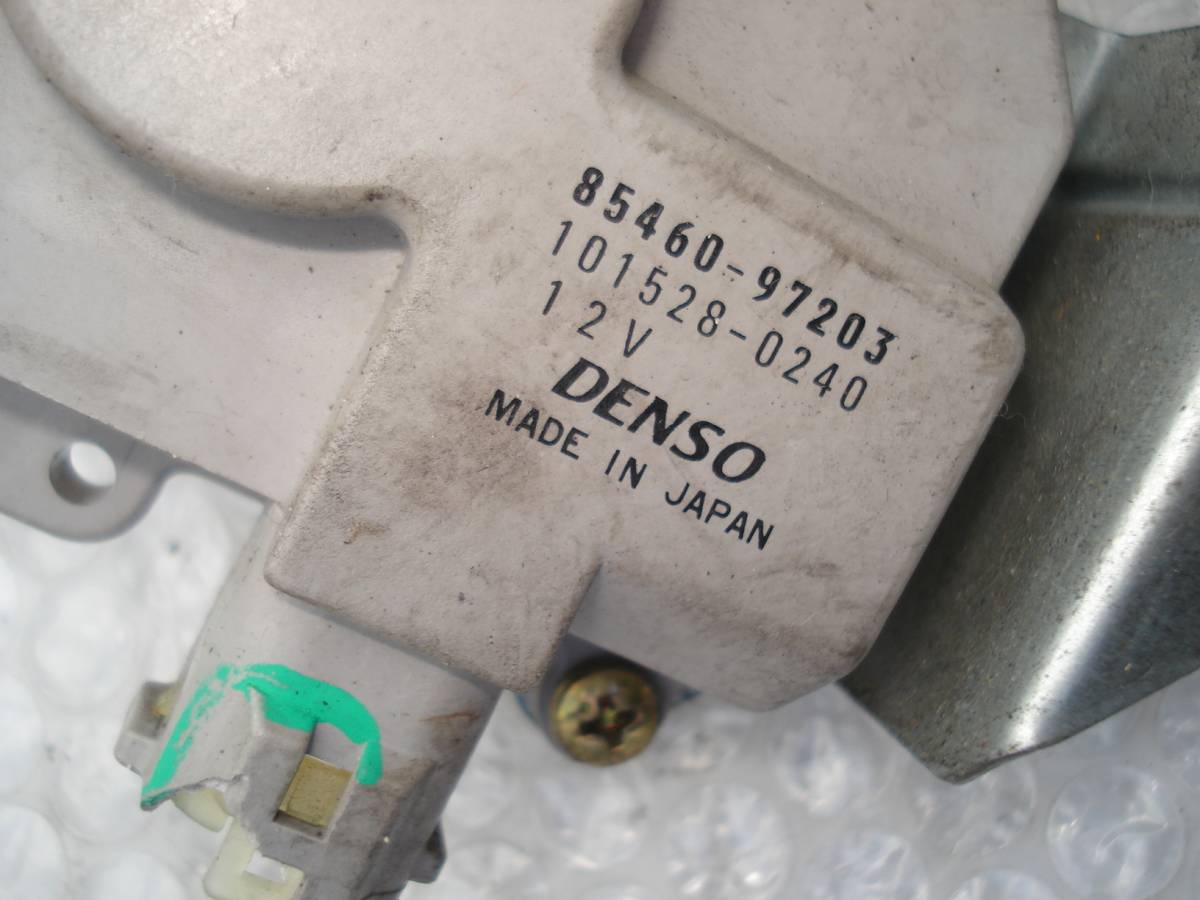 85460-97203
101528-0240
12V
DENSO
MADE IN JAPAN